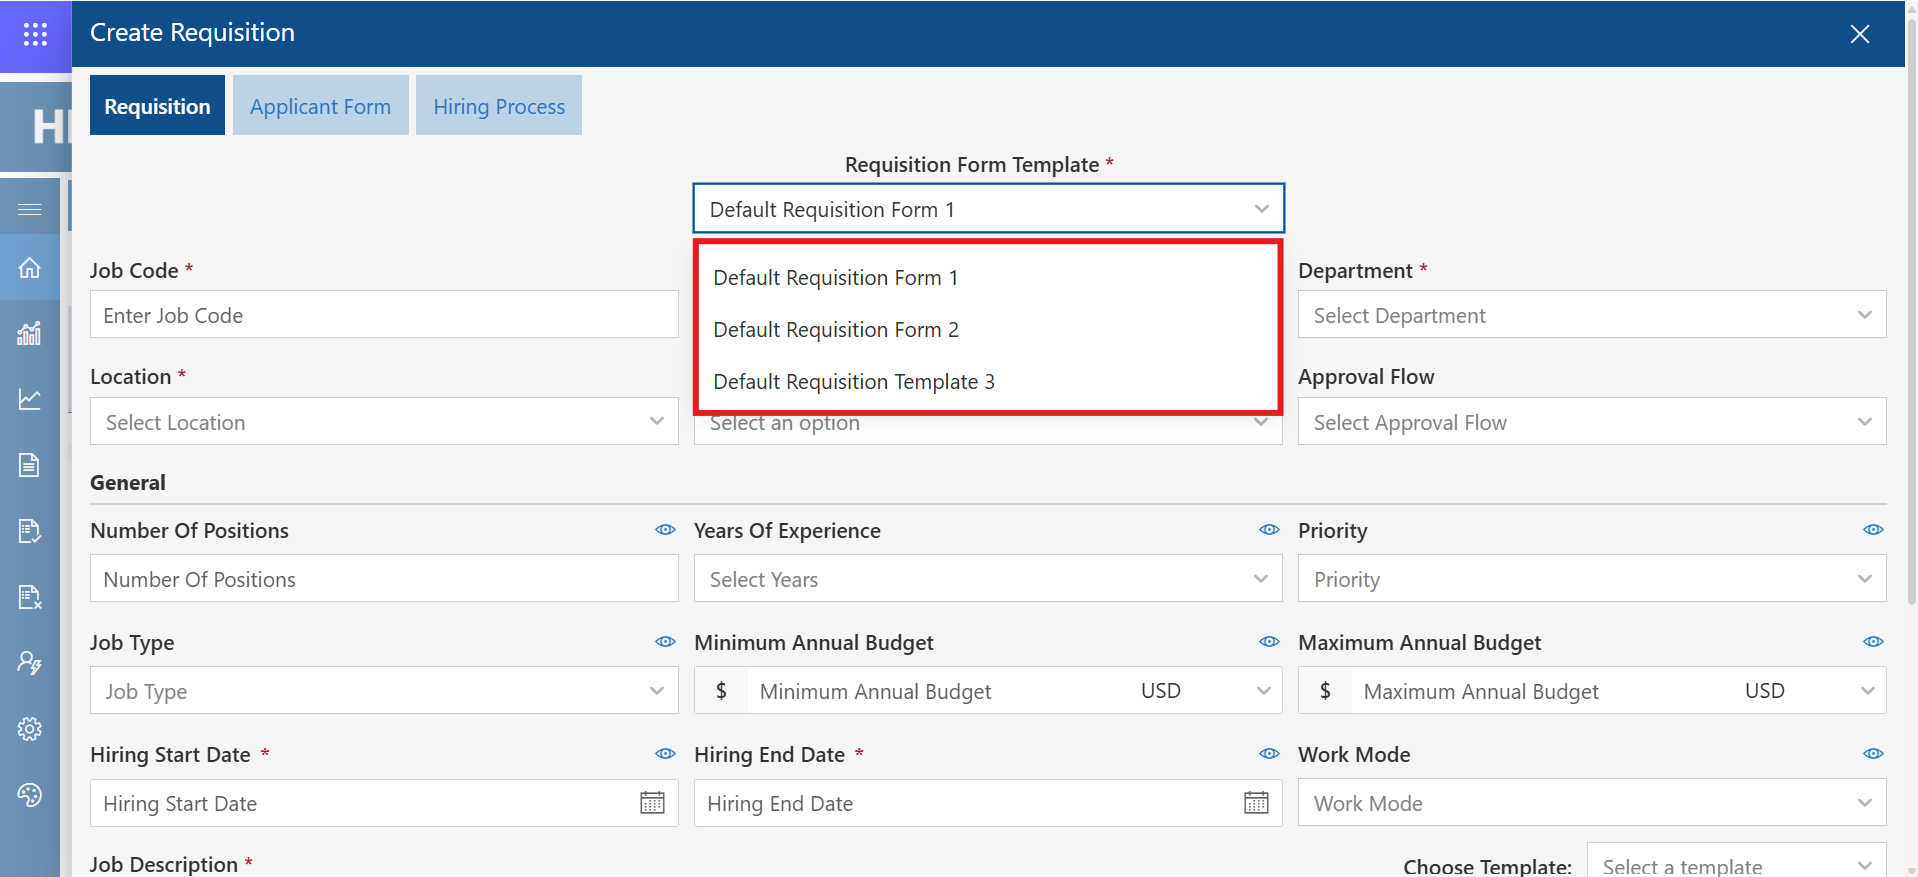 Create Requisition
Requisition
Applicant Form
Hiring Process
Requisition Form Template *
Default Requisition Form 1
Default Requisition Form 1
Default Requisition Form 2
Default Requisition Template 3
Job Code *
Enter Job Code
Department *
Select Department
Location *
Select Location
Select an option
Approval Flow
Select Approval Flow
General
Number Of Positions
Number Of Positions
Years Of Experience
Select Years
Priority
Priority
Job Type
Job Type
Minimum Annual Budget
$ Minimum Annual Budget USD
Maximum Annual Budget
$ Maximum Annual Budget USD
Hiring Start Date *
Hiring Start Date
Hiring End Date *
Hiring End Date
Work Mode
Work Mode
Job Description *
Choose Template: Select a template